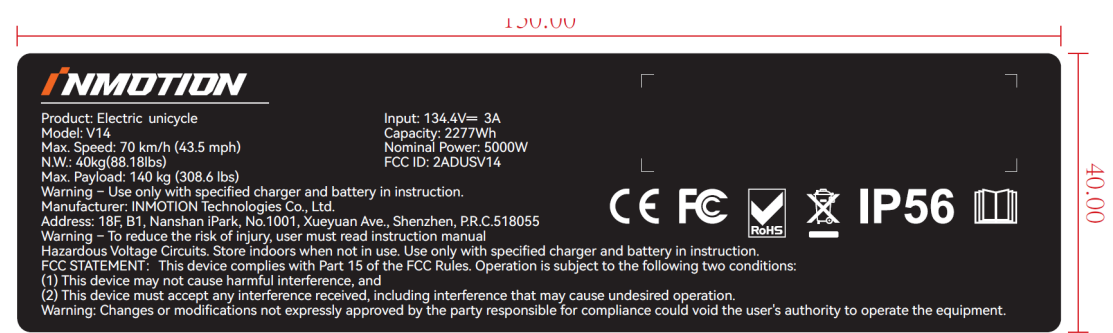 130.00
INMOTION
Product: Electric unicycle
Model: V14
Max. Speed: 70 km/h (43.5 mph)
N.W.: 40kg(88.18lbs)
Max. Payload: 140 kg (308.6 lbs)
Input: 134.4V⎓ 3A
Capacity: 2277Wh
Nominal Power: 5000W
FCC ID: 2ADUSV14
Warning – Use only with specified charger and battery in instruction.
Manufacturer: INMOTION Technologies Co., Ltd.
Address: 18F, B1, Nanshan iPark, No.1001, Xueyuan Ave., Shenzhen, P.R.C.518055
Warning – To reduce the risk of injury, user must read instruction manual
Hazardous Voltage Circuits. Store indoors when not in use. Use only with specified charger and battery in instruction.
FCC STATEMENT： This device complies with Part 15 of the FCC Rules. Operation is subject to the following two conditions:
(1) This device may not cause harmful interference, and
(2) This device must accept any interference received, including interference that may cause undesired operation.
Warning: Changes or modifications not expressly approved by the party responsible for compliance could void the user's authority to operate the equipment.
CE FC RoHS IP56
40.00